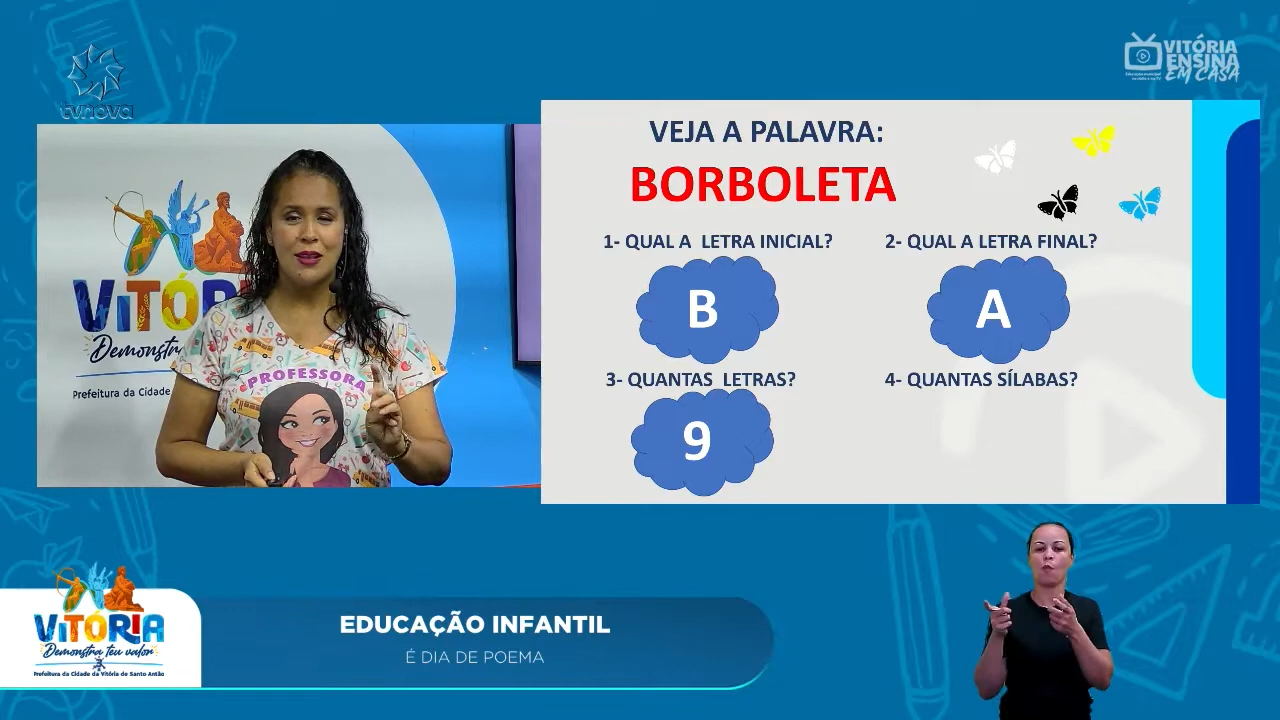 tvnova
VITÓRIA
ENSINA
EM CASA
VEJA A PALAVRA:
BORBOLETA
1- QUAL A LETRA INICIAL?
2- QUAL A LETRA FINAL?
B
A
3- QUANTAS LETRAS?
4- QUANTAS SÍLABAS?
9
VITÓR
Demonstr
Prefeitura da Cidade
PROFESSORA
EDUCAÇÃO INFANTIL
É DIA DE POEMA
VITÓRIA
Demonstra teu valor
Prefeitura da Cidade da Vitória de Santo Antão